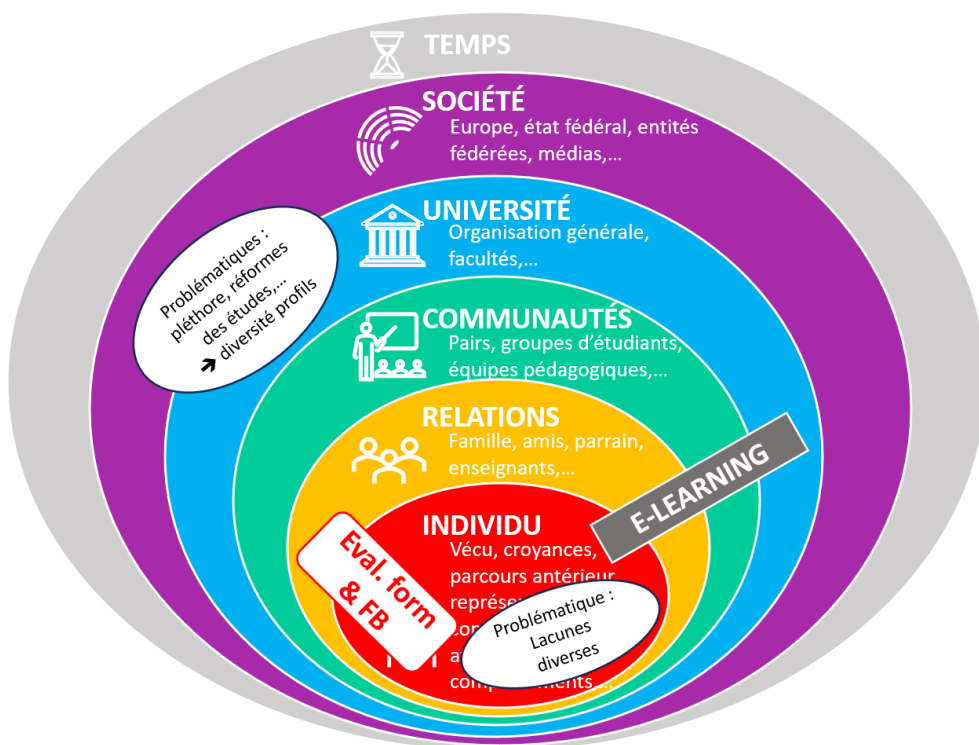 TEMPS
SOCIÉTÉ
Europe, état fédéral, entités
fédérées, médias,...
UNIVERSITÉ
Organisation générale,
facultés,...
Problématiques :
pléthore, réformes
des études,...
➔ diversité profils
COMMUNAUTÉS
Pairs, groupes d'étudiants,
équipes pédagogiques,...
RELATIONS
Famille, amis, parrain,
enseignants,...
E-LEARNING
INDIVIDU
Vécu, croyances,
parcours antérieur
Eval. form
& FB
Problématique :
Lacunes
diverses